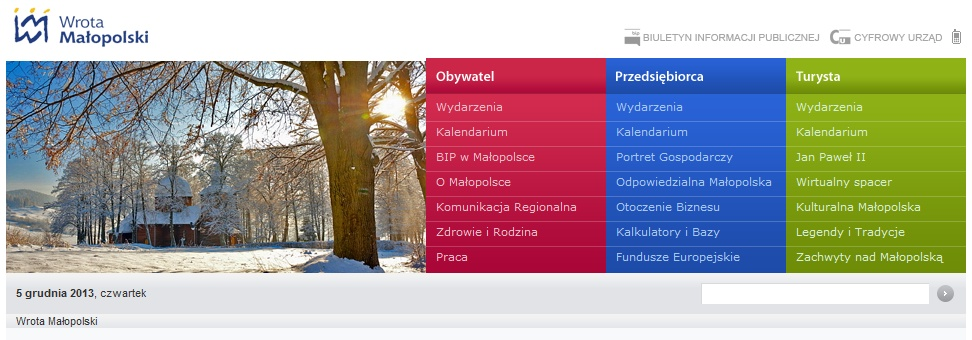 Wrota
Małopolski
BIULETYN INFORMACJI PUBLICZNEJ
CYFROWY URZĄD
Obywatel
Wydarzenia
Kalendarium
BIP w Małopolsce
O Małopolsce
Komunikacja Regionalna
Zdrowie i Rodzina
Praca
Przedsiębiorca
Wydarzenia
Kalendarium
Portret Gospodarczy
Odpowiedzialna Małopolska
Otoczenie Biznesu
Kalkulatory i Bazy
Fundusze Europejskie
Turysta
Wydarzenia
Kalendarium
Jan Paweł II
Wirtualny spacer
Kulturalna Małopolska
Legendy i Tradycje
Zachwyty nad Małopolską
5 grudnia 2013, czwartek
Wrota Małopolski